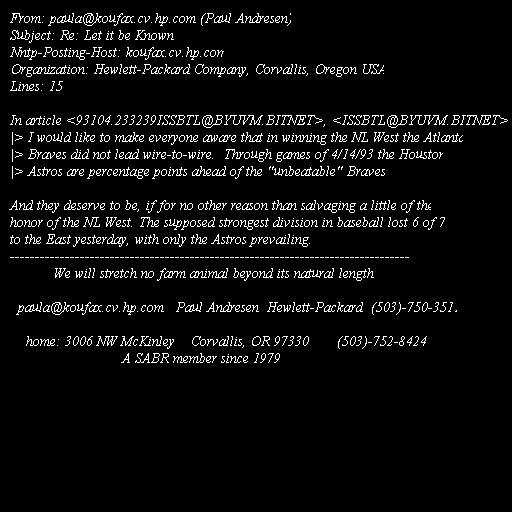 From: paula@koufax.cv.hp.com (Paul Andresen)
Subject: Re: Let it be Known
Nntp-Posting-Host: koufax.cv.hp.com
Organization: Hewlett-Packard Company, Corvallis, Oregon USA
Lines: 15

In article <93104.233239ISSBTL@BYUVM.BITNET>, <ISSBTL@BYUVM.BITNET>
|> I would like to make everyone aware that in winning the NL West the Atlanta
|> Braves did not lead wire-to-wire.  Through games of 4/14/93 the Houston
|> Astros are percentage points ahead of the "unbeatable" Braves

And they deserve to be, if for no other reason than salvaging a little of the
honor of the NL West. The supposed strongest division in baseball lost 6 of 7
to the East yesterday, with only the Astros prevailing.
--------------------------------------------------------------------------------
We will stretch no farm animal beyond its natural length

paula@koufax.cv.hp.com   Paul Andresen  Hewlett-Packard  (503)-750-351

home: 3006 NW McKinley    Corvallis, OR 97330       (503)-752-8424
A SABR member since 1979